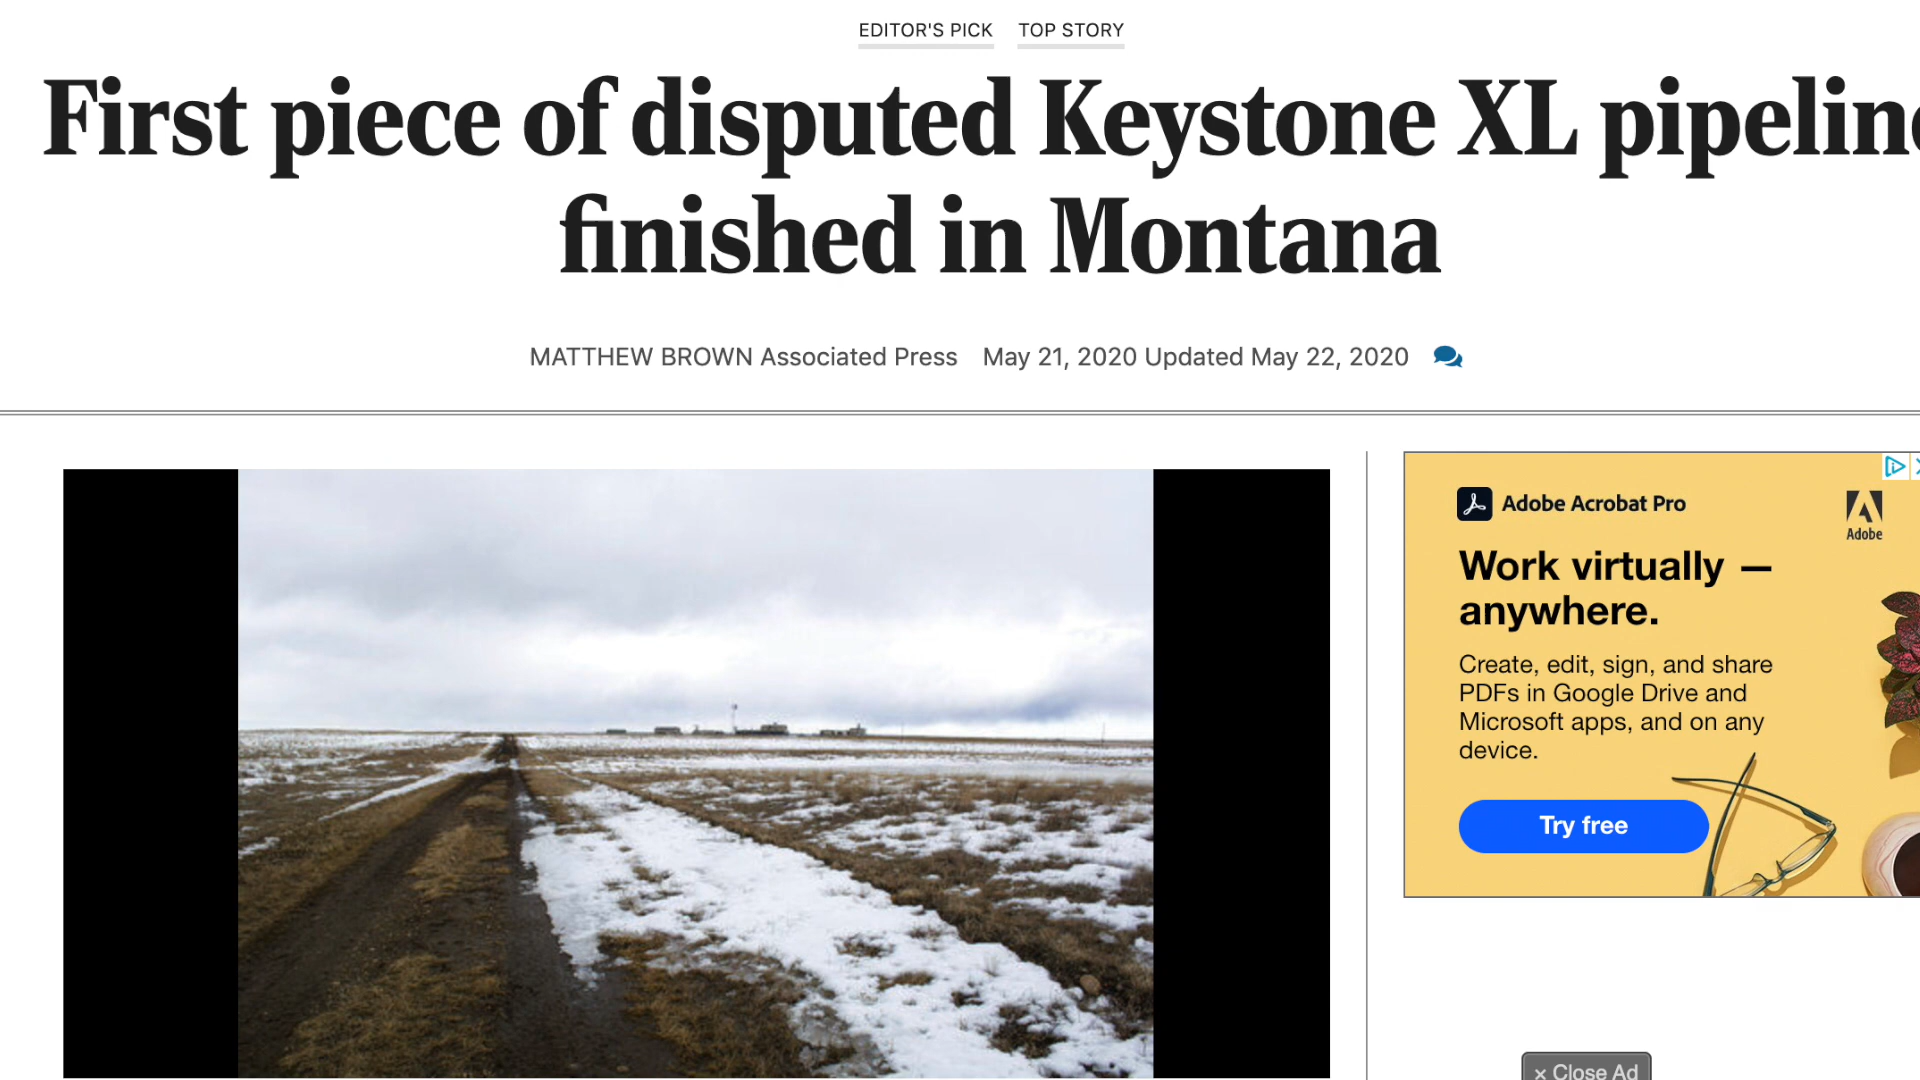 EDITOR'S PICK TOP STORY
First piece of disputed Keystone XL pipeline
finished in Montana
MATTHEW BROWN Associated Press May 21, 2020 Updated May 22, 2020
Adobe Acrobat Pro
Adobe
Work virtually —
anywhere.
Create, edit, sign, and share
PDFs in Google Drive and
Microsoft apps, and on any
device.
Try free
× Close Ad